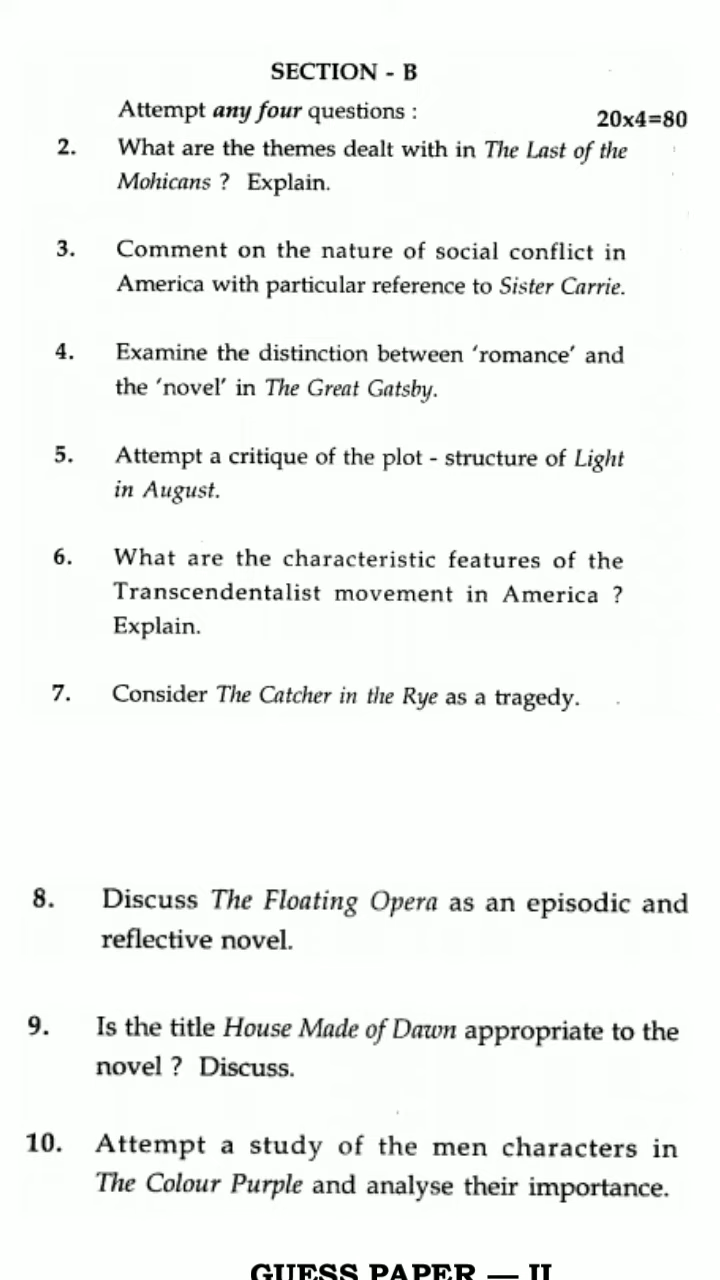 SECTION - B
Attempt any four questions : 20x4=80
2. What are the themes dealt with in The Last of the
Mohicans ? Explain.
3. Comment on the nature of social conflict in
America with particular reference to Sister Carrie.
4. Examine the distinction between 'romance' and
the 'novel' in The Great Gatsby.
5. Attempt a critique of the plot - structure of Light
in August.
6. What are the characteristic features of the
Transcendentalist movement in America ?
Explain.
7. Consider The Catcher in the Rye as a tragedy.
8. Discuss The Floating Opera as an episodic and
reflective novel.
9. Is the title House Made of Dawn appropriate to the
novel ? Discuss.
10. Attempt a study of the men characters in
The Colour Purple and analyse their importance.
GUESS PAPER — II